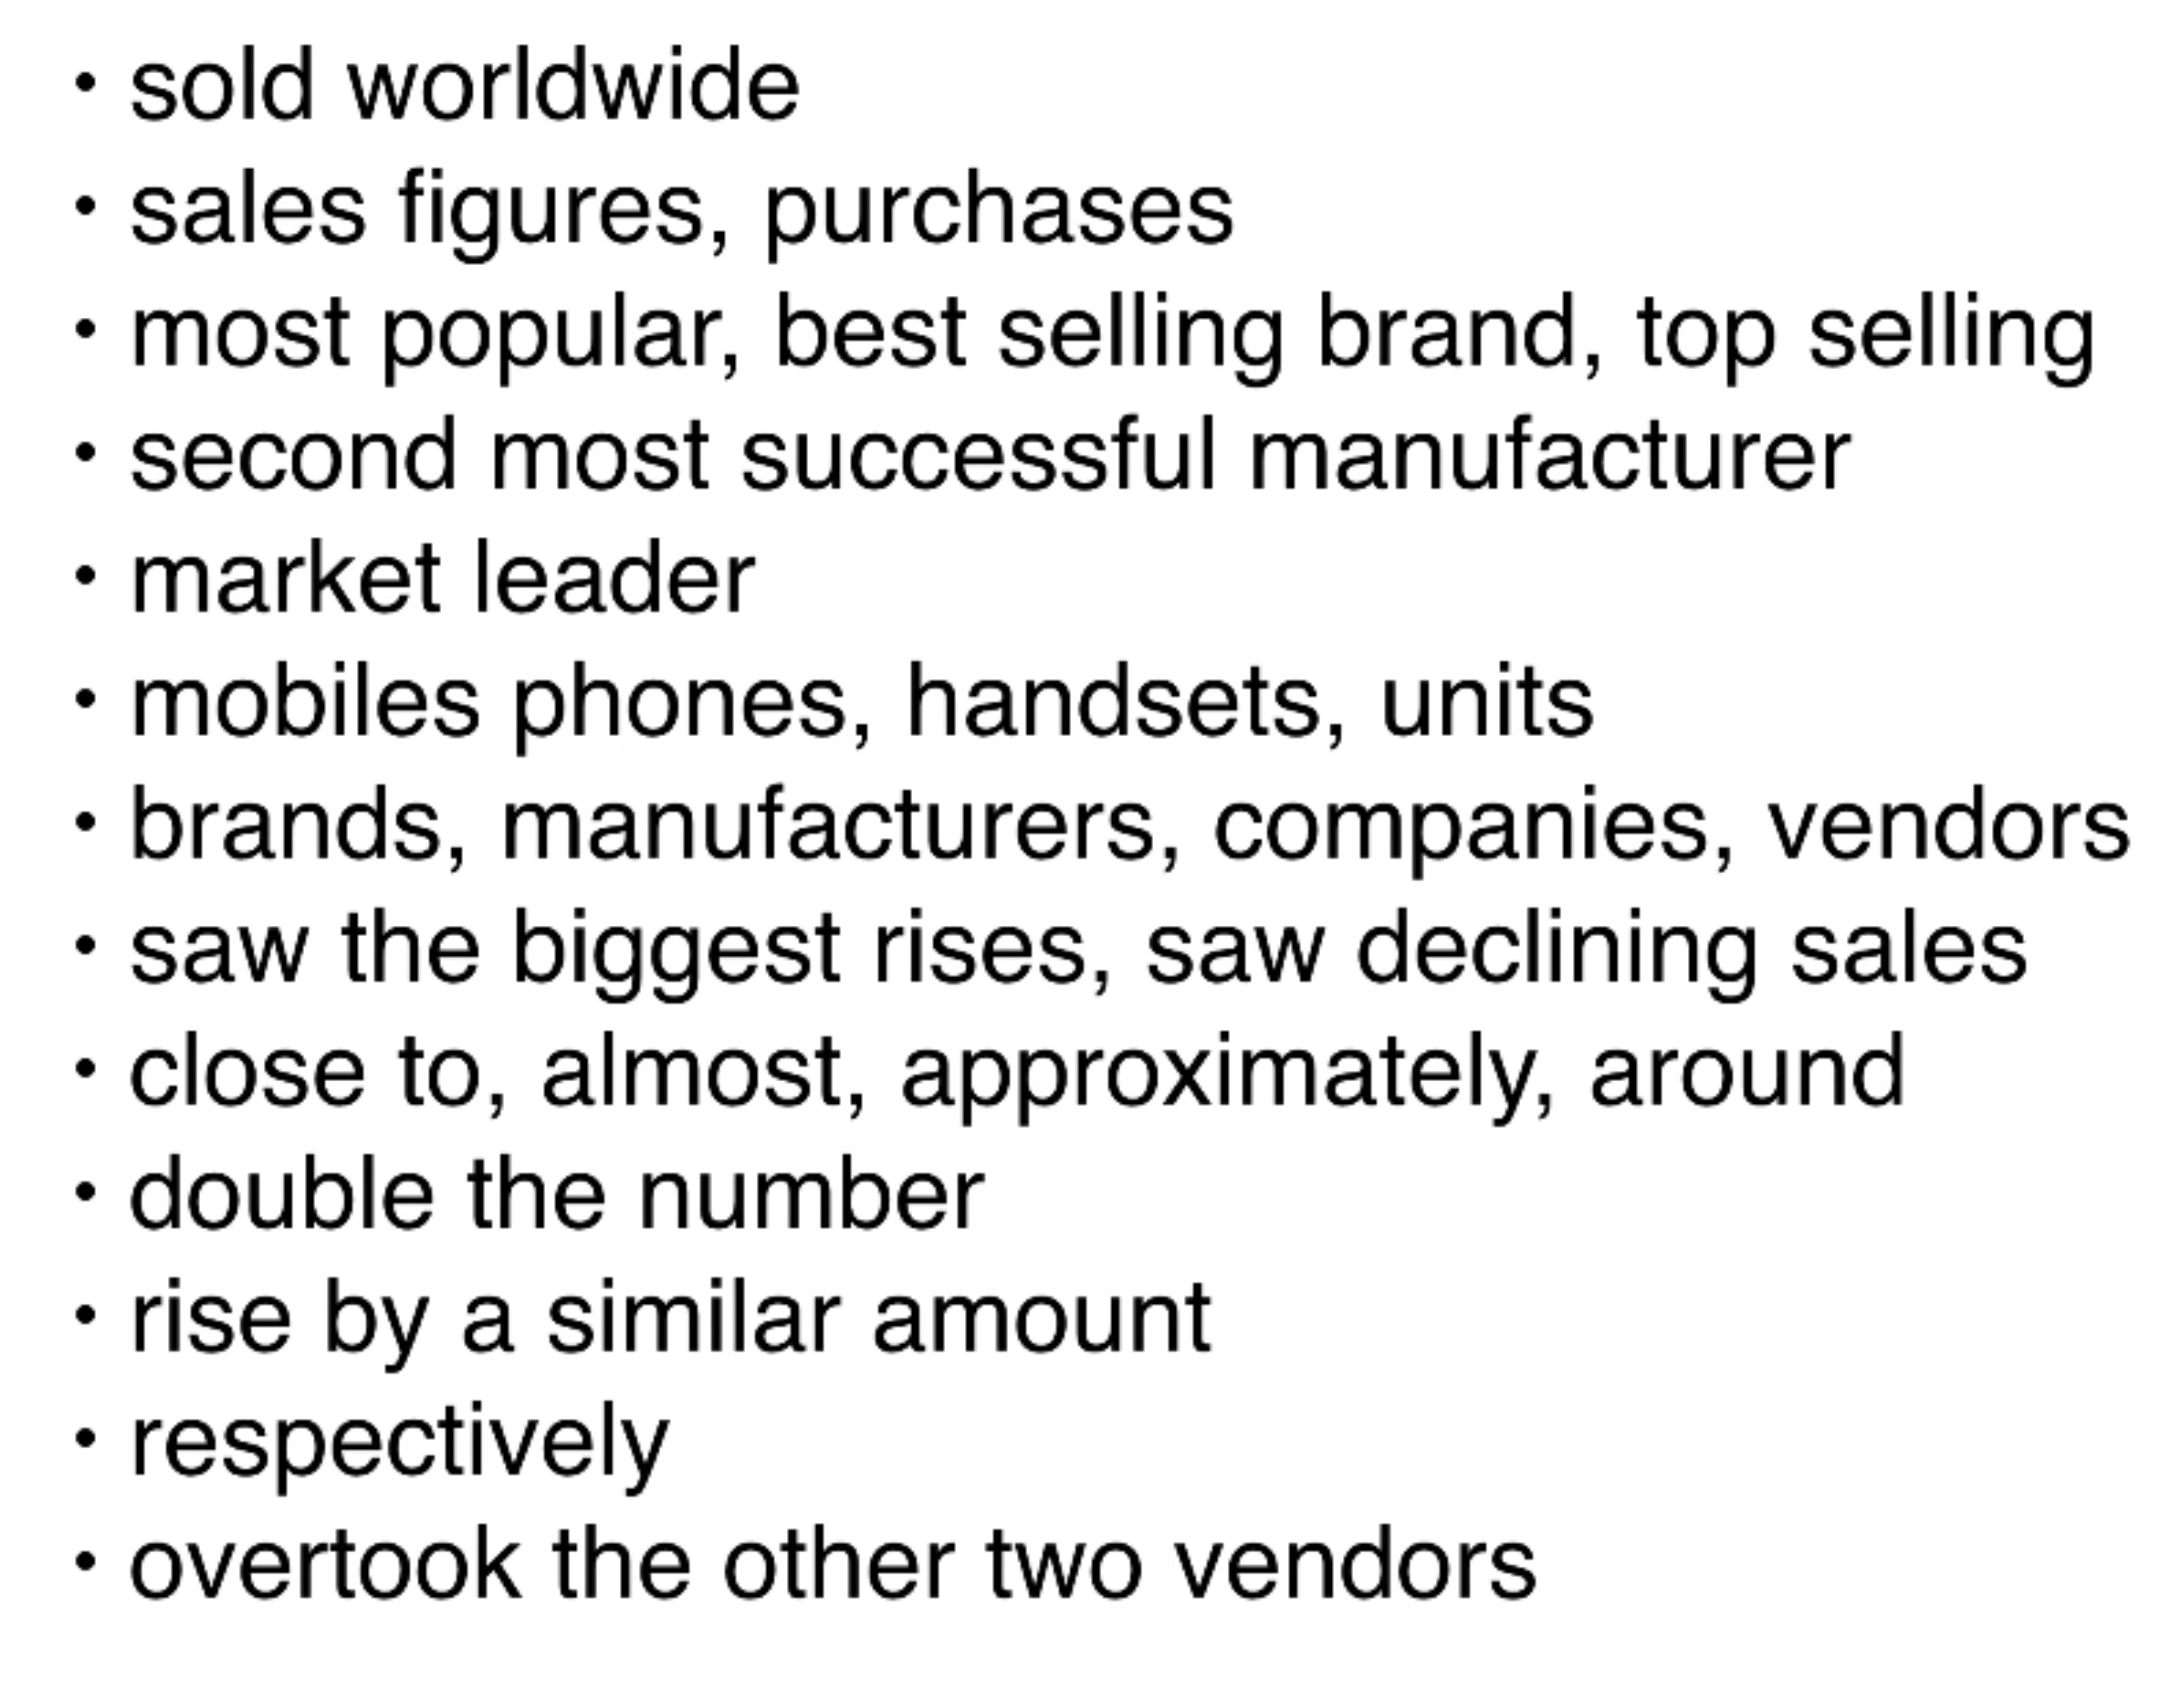 • sold worldwide
• sales figures, purchases
• most popular, best selling brand, top selling
• second most successful manufacturer
• market leader
• mobiles phones, handsets, units
• brands, manufacturers, companies, vendors
• saw the biggest rises, saw declining sales
• close to, almost, approximately, around
• double the number
• rise by a similar amount
• respectively
• overtook the other two vendors